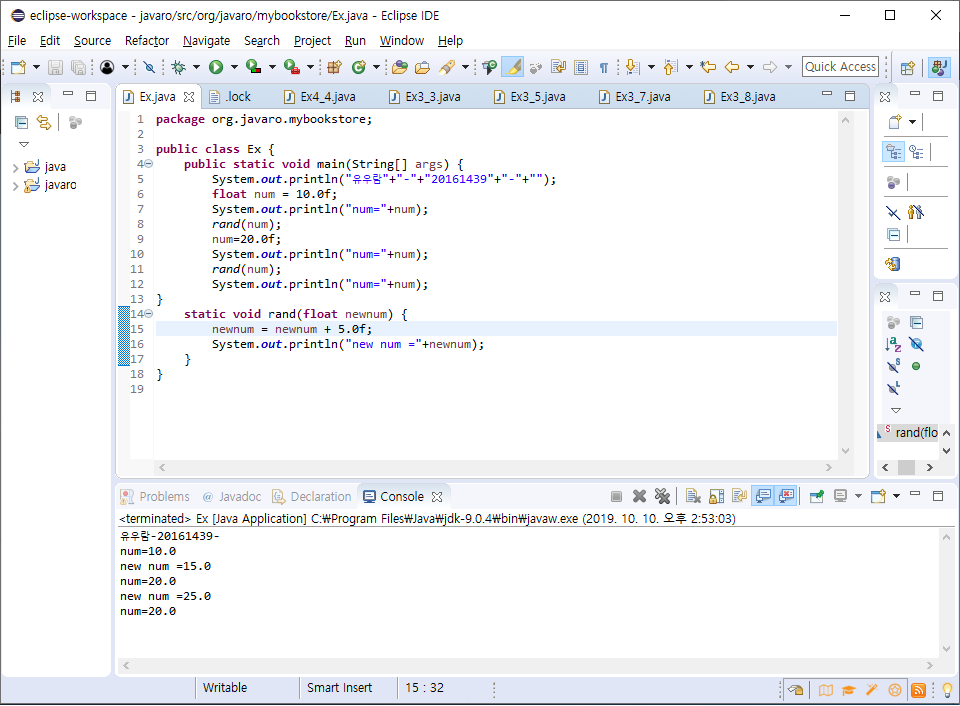 eclipse-workspace - javaro/src/org/javaro/mybookstore/Ex.java - Eclipse IDE
File Edit Source Refactor Navigate Search Project Run Window Help
Quick Access
Ex.java .lock Ex4_4.java Ex3_3.java Ex3_5.java Ex3_7.java Ex3_8.java
java
javaro
1 package org.javaro.mybookstore;
2
3 public class Ex {
4 public static void main(String[] args) {
5 System.out.println("유우람"+"-"+"20161439"+"-"+"");
6 float num = 10.0f;
7 System.out.println("num="+num);
8 rand(num);
9 num=20.0f;
10 System.out.println("num="+num);
11 rand(num);
12 System.out.println("num="+num);
13 }
14 static void rand(float newnum) {
15 newnum = newnum + 5.0f;
16 System.out.println("new num ="+newnum);
17 }
18 }
19
rand(flo
Problems Javadoc Declaration Console
<terminated> Ex [Java Application] C:₩Program Files₩Java₩jdk-9.0.4₩bin₩javaw.exe (2019. 10. 10. 오후 2:53:03)
유우람-20161439-
num=10.0
new num =15.0
num=20.0
new num =25.0
num=20.0
Writable Smart Insert 15 : 32